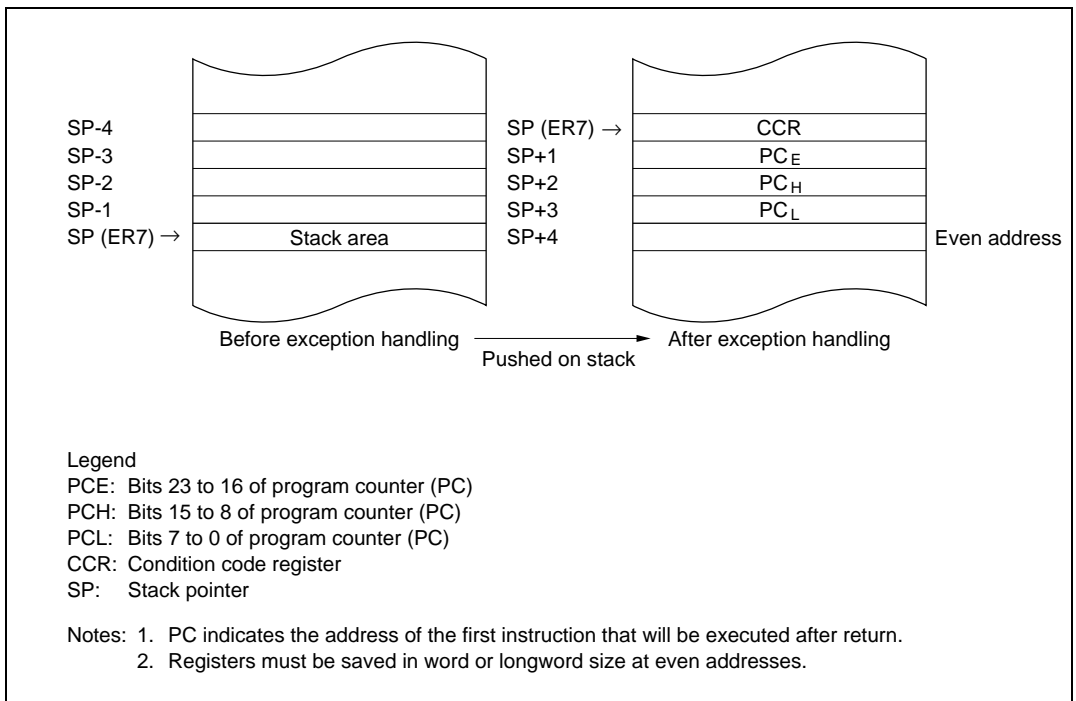 SP-4
SP-3
SP-2
SP-1
SP (ER7) →
Stack area
SP (ER7) →
SP+1
SP+2
SP+3
SP+4
CCR
PCE
PCH
PCL
Even address
Before exception handling
Pushed on stack
After exception handling
Legend
PCE: Bits 23 to 16 of program counter (PC)
PCH: Bits 15 to 8 of program counter (PC)
PCL: Bits 7 to 0 of program counter (PC)
CCR: Condition code register
SP: Stack pointer
Notes: 1. PC indicates the address of the first instruction that will be executed after return.
2. Registers must be saved in word or longword size at even addresses.